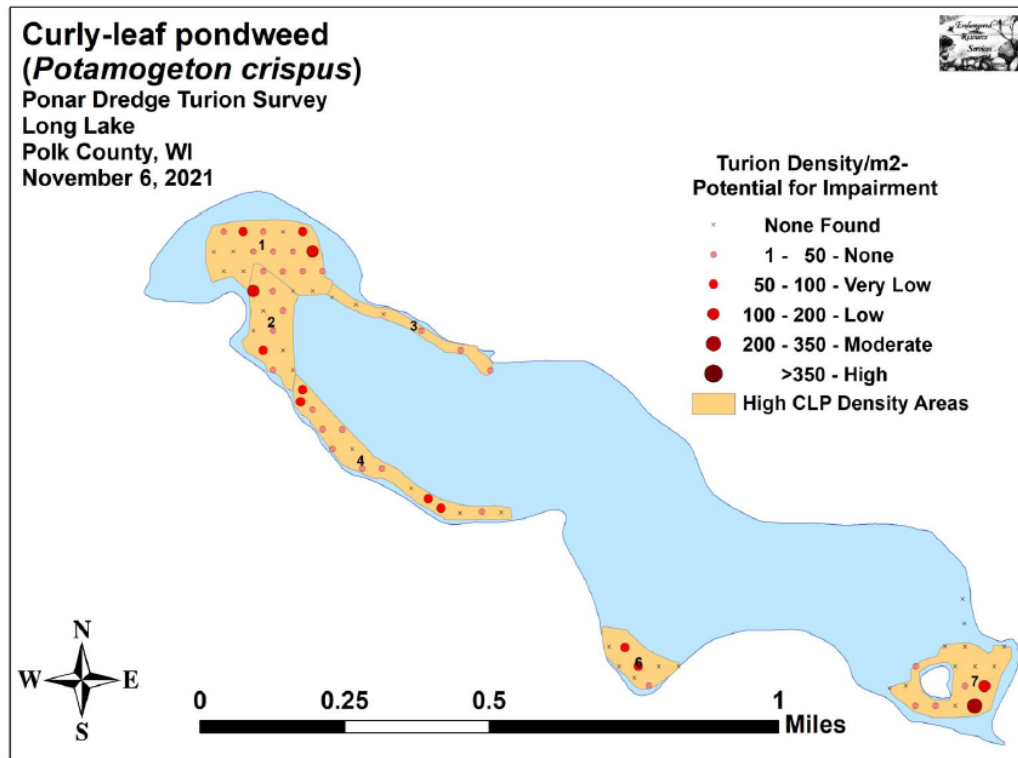 Curly-leaf pondweed
(Potamogeton crispus)
Ponar Dredge Turion Survey
Long Lake
Polk County, WI
November 6, 2021
Endangered
Resource
Services
Turion Density/m2-
Potential for Impairment
None Found
1 - 50 - None
50 - 100 - Very Low
100 - 200 - Low
200 - 350 - Moderate
>350 - High
High CLP Density Areas
1
2
3
4
6
7
N
W E
S
0 0.25 0.5 1
Miles